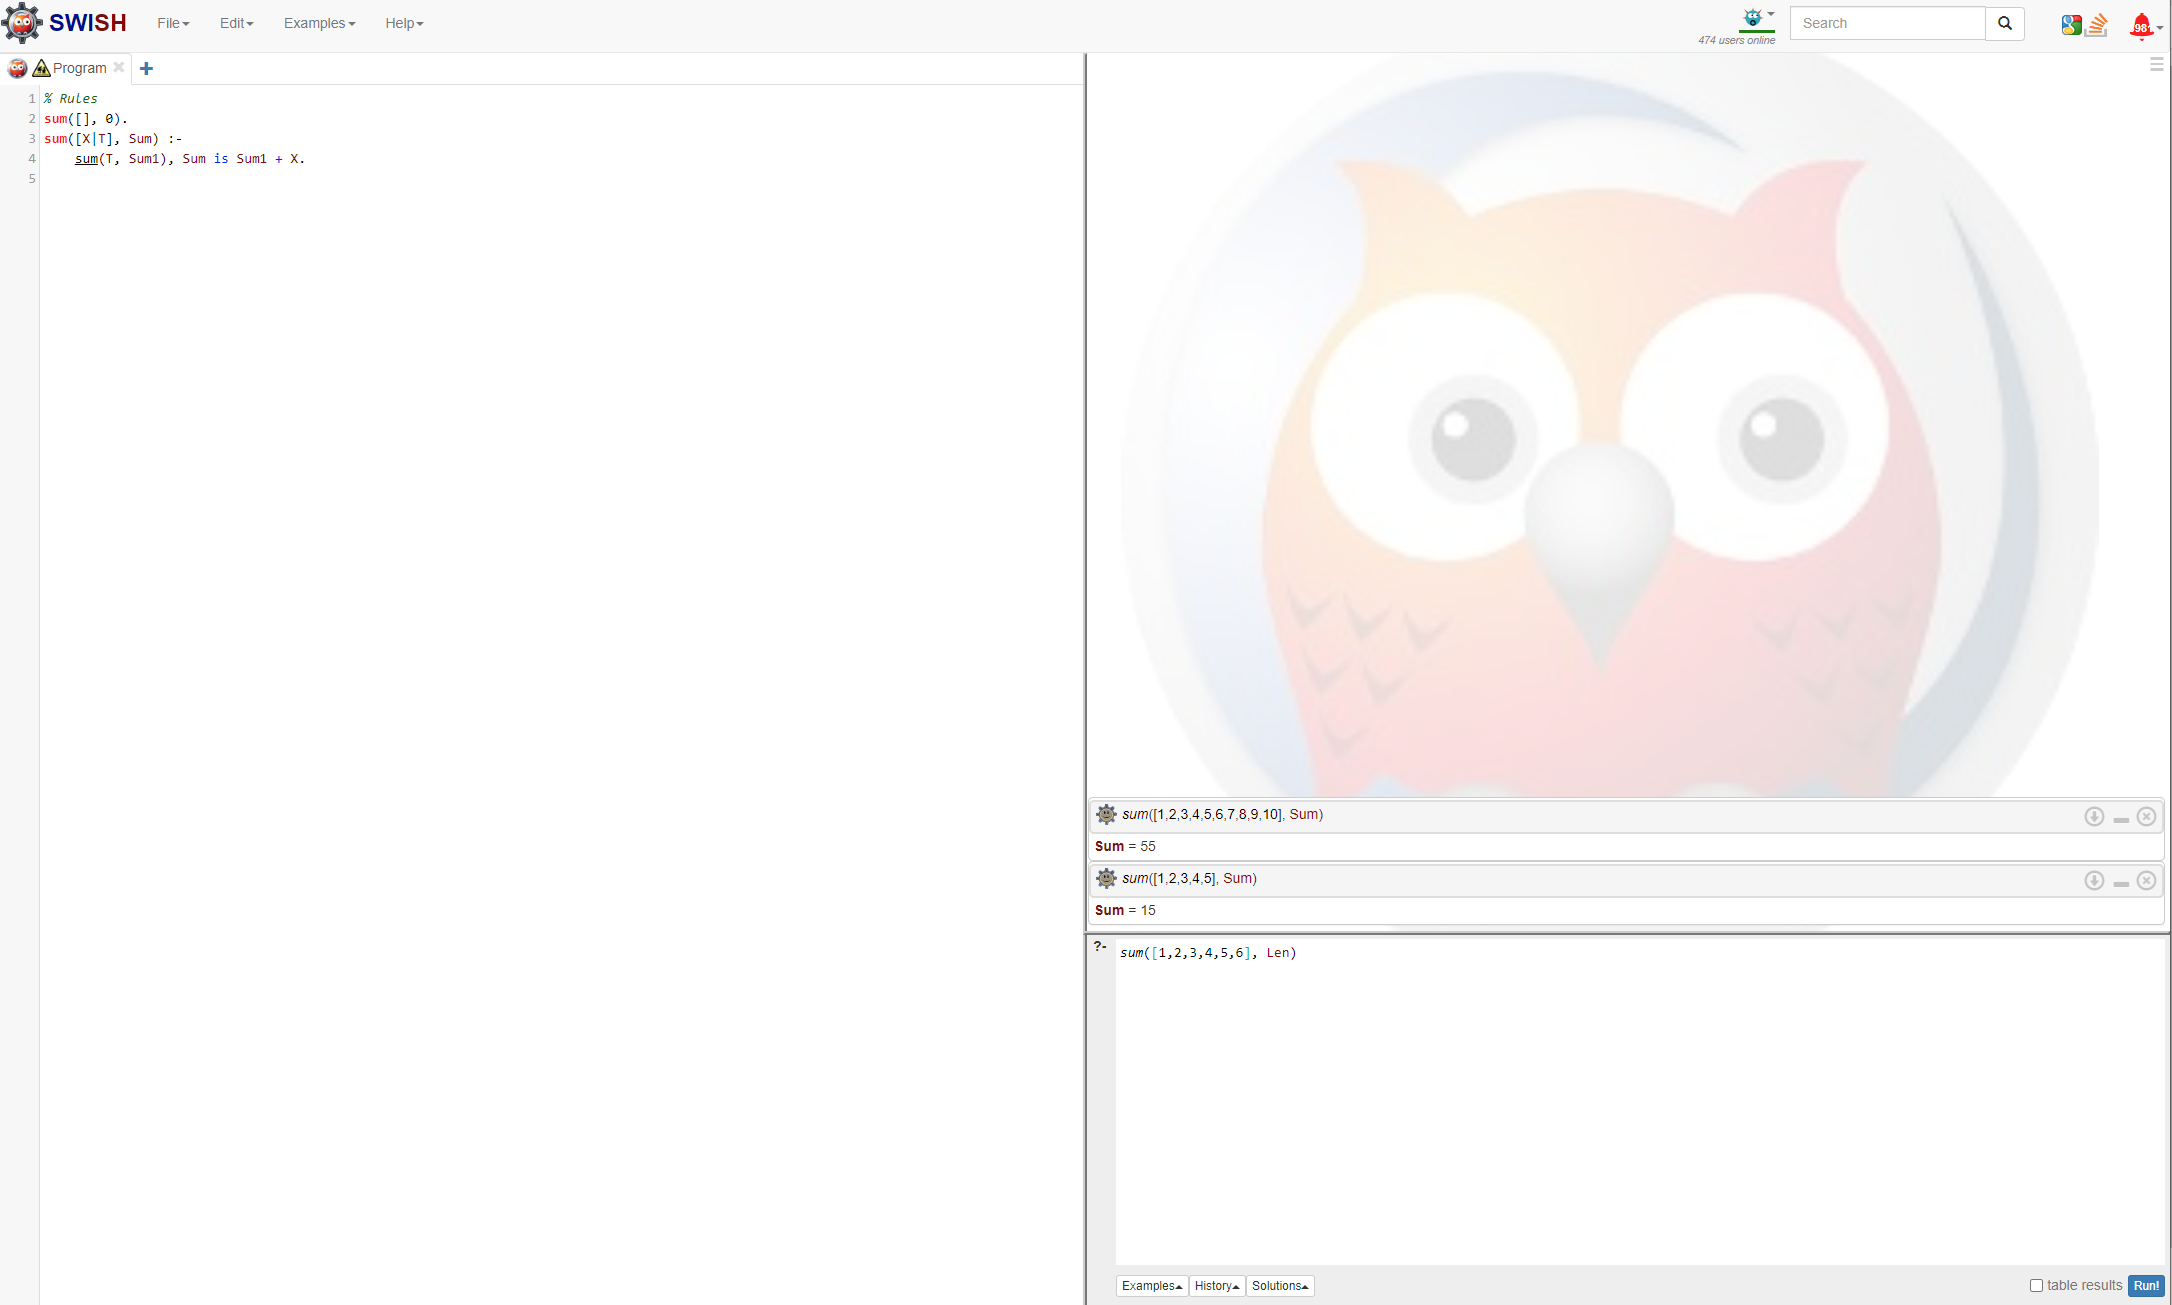 SWISH File Edit Examples Help
474 users online
Search
98
Program
1 % Rules
2 sum([], 0).
3 sum([X|T], Sum) :-
4 sum(T, Sum1), Sum is Sum1 + X.
5
sum([1,2,3,4,5,6,7,8,9,10], Sum)
Sum = 55
sum([1,2,3,4,5], Sum)
Sum = 15
?- sum([1,2,3,4,5,6], Len)
Examples History Solutions
table results Run!